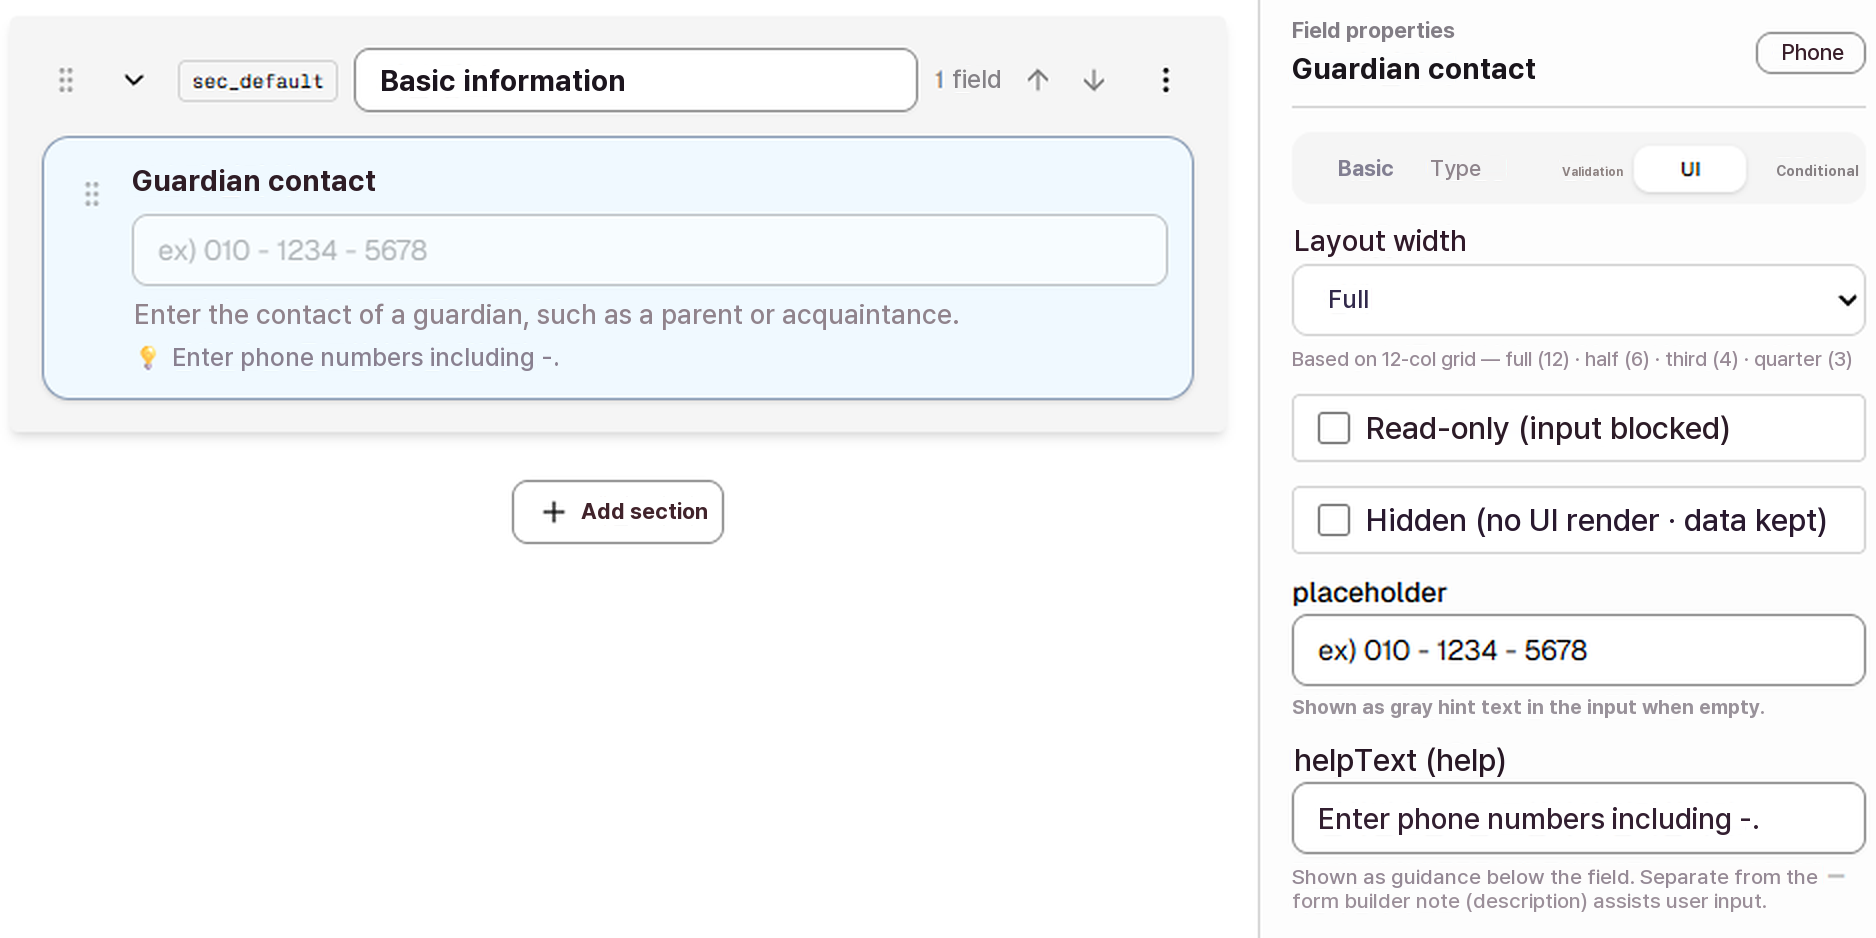 sec_default
Basic information
1 field
Guardian contact
ex) 010 - 1234 - 5678
Enter the contact of a guardian, such as a parent or acquaintance.
💡 Enter phone numbers including -.
+ Add section
Field properties
Guardian contact
Phone
Basic Type Validation UI Conditional
Layout width
Full
Based on 12-col grid — full (12) · half (6) · third (4) · quarter (3)
Read-only (input blocked)
Hidden (no UI render · data kept)
placeholder
ex) 010 - 1234 - 5678
Shown as gray hint text in the input when empty.
helpText (help)
Enter phone numbers including -.
Shown as guidance below the field. Separate from the —
form builder note (description) assists user input.